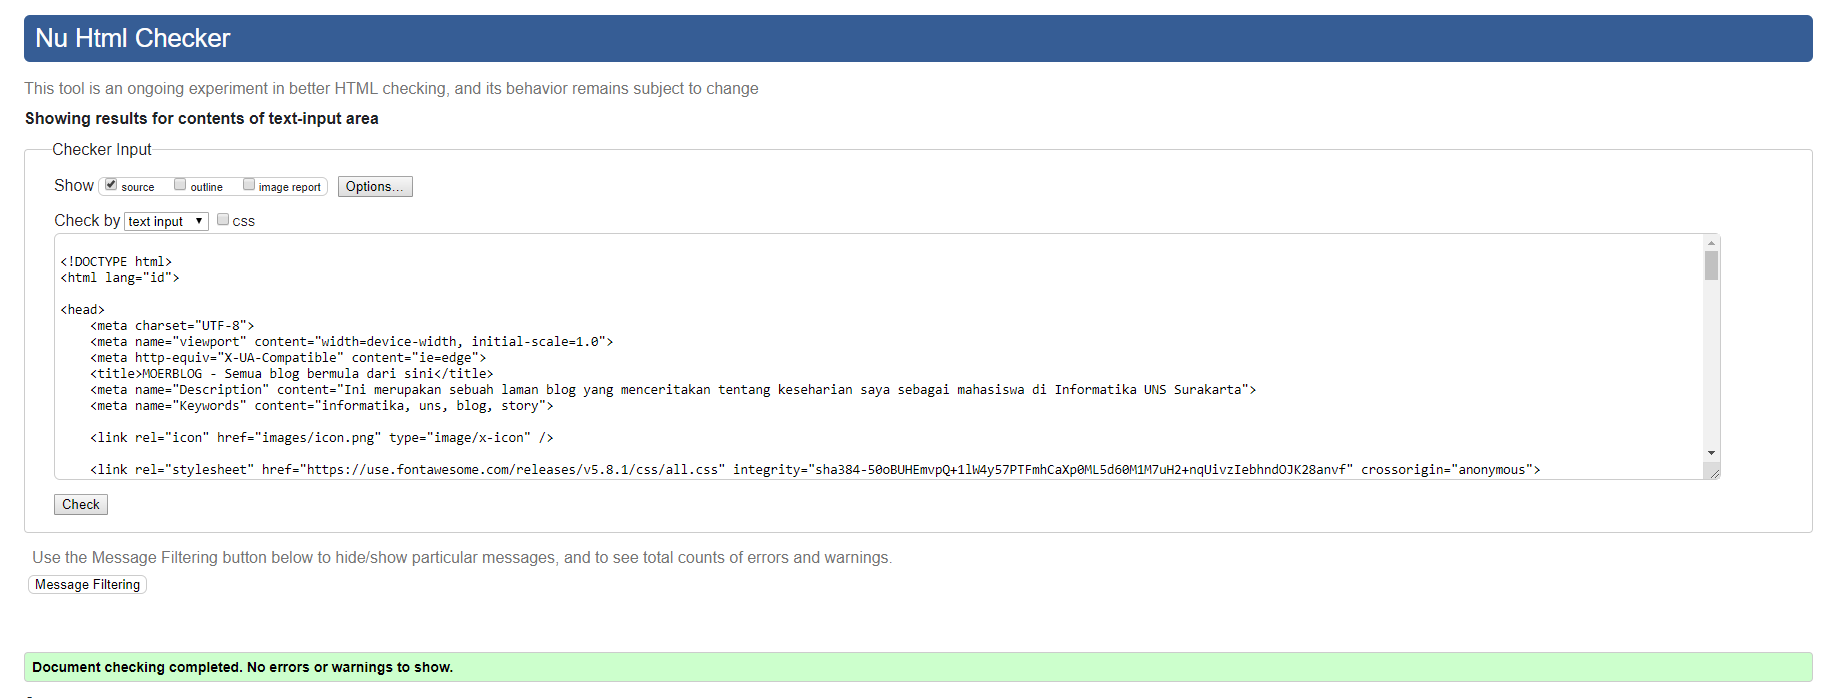 Nu Html Checker
This tool is an ongoing experiment in better HTML checking, and its behavior remains subject to change
Showing results for contents of text-input area
Checker Input
Show source outline image report Options...
Check by text input css
<!DOCTYPE html>
<html lang="id">
<head>
<meta charset="UTF-8">
<meta name="viewport" content="width=device-width, initial-scale=1.0">
<meta http-equiv="X-UA-Compatible" content="ie=edge">
<title>MOERBLOG - Semua blog bermula dari sini</title>
<meta name="Description" content="Ini merupakan sebuah laman blog yang menceritakan tentang keseharian saya sebagai mahasiswa di Informatika UNS Surakarta">
<meta name="Keywords" content="informatika, uns, blog, story">
<link rel="icon" href="images/icon.png" type="image/x-icon" />
<link rel="stylesheet" href="https://use.fontawesome.com/releases/v5.8.1/css/all.css" integrity="sha384-50oBUHEmvpQ+1lW4y57PTFmhCaXp0ML5d60M1M7uH2+nqUivzIebhndOJK28anvf" crossorigin="anonymous">
Check
Use the Message Filtering button below to hide/show particular messages, and to see total counts of errors and warnings.
Message Filtering
Document checking completed. No errors or warnings to show.